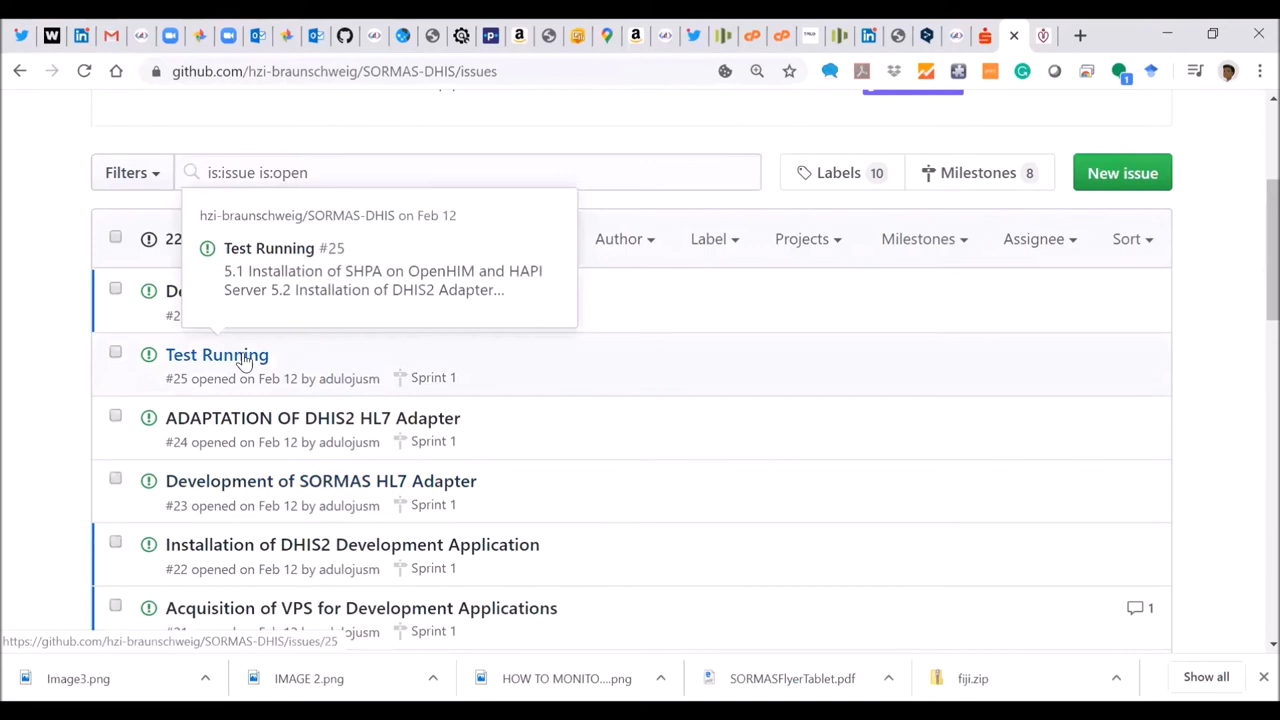 github.com/hzi-braunschweig/SORMAS-DHIS/issues
1
Filters
is:issue is:open
Labels 10
Milestones 8
New issue
hzi-braunschweig/SORMAS-DHIS on Feb 12
Test Running #25
5.1 Installation of SHPA on OpenHIM and HAPI
Server 5.2 Installation of DHIS2 Adapter...
22
Author
Label
Projects
Milestones
Assignee
Sort
#2
Test Running
#25 opened on Feb 12 by adulojusm Sprint 1
ADAPTATION OF DHIS2 HL7 Adapter
#24 opened on Feb 12 by adulojusm Sprint 1
Development of SORMAS HL7 Adapter
#23 opened on Feb 12 by adulojusm Sprint 1
Installation of DHIS2 Development Application
#22 opened on Feb 12 by adulojusm Sprint 1
Acquisition of VPS for Development Applications
1
Sprint 1
https://github.com/hzi-braunschweig/SORMAS-DHIS/issues/25
Image3.png
IMAGE 2.png
HOW TO MONITO....png
SORMASFlyerTablet.pdf
fiji.zip
Show all